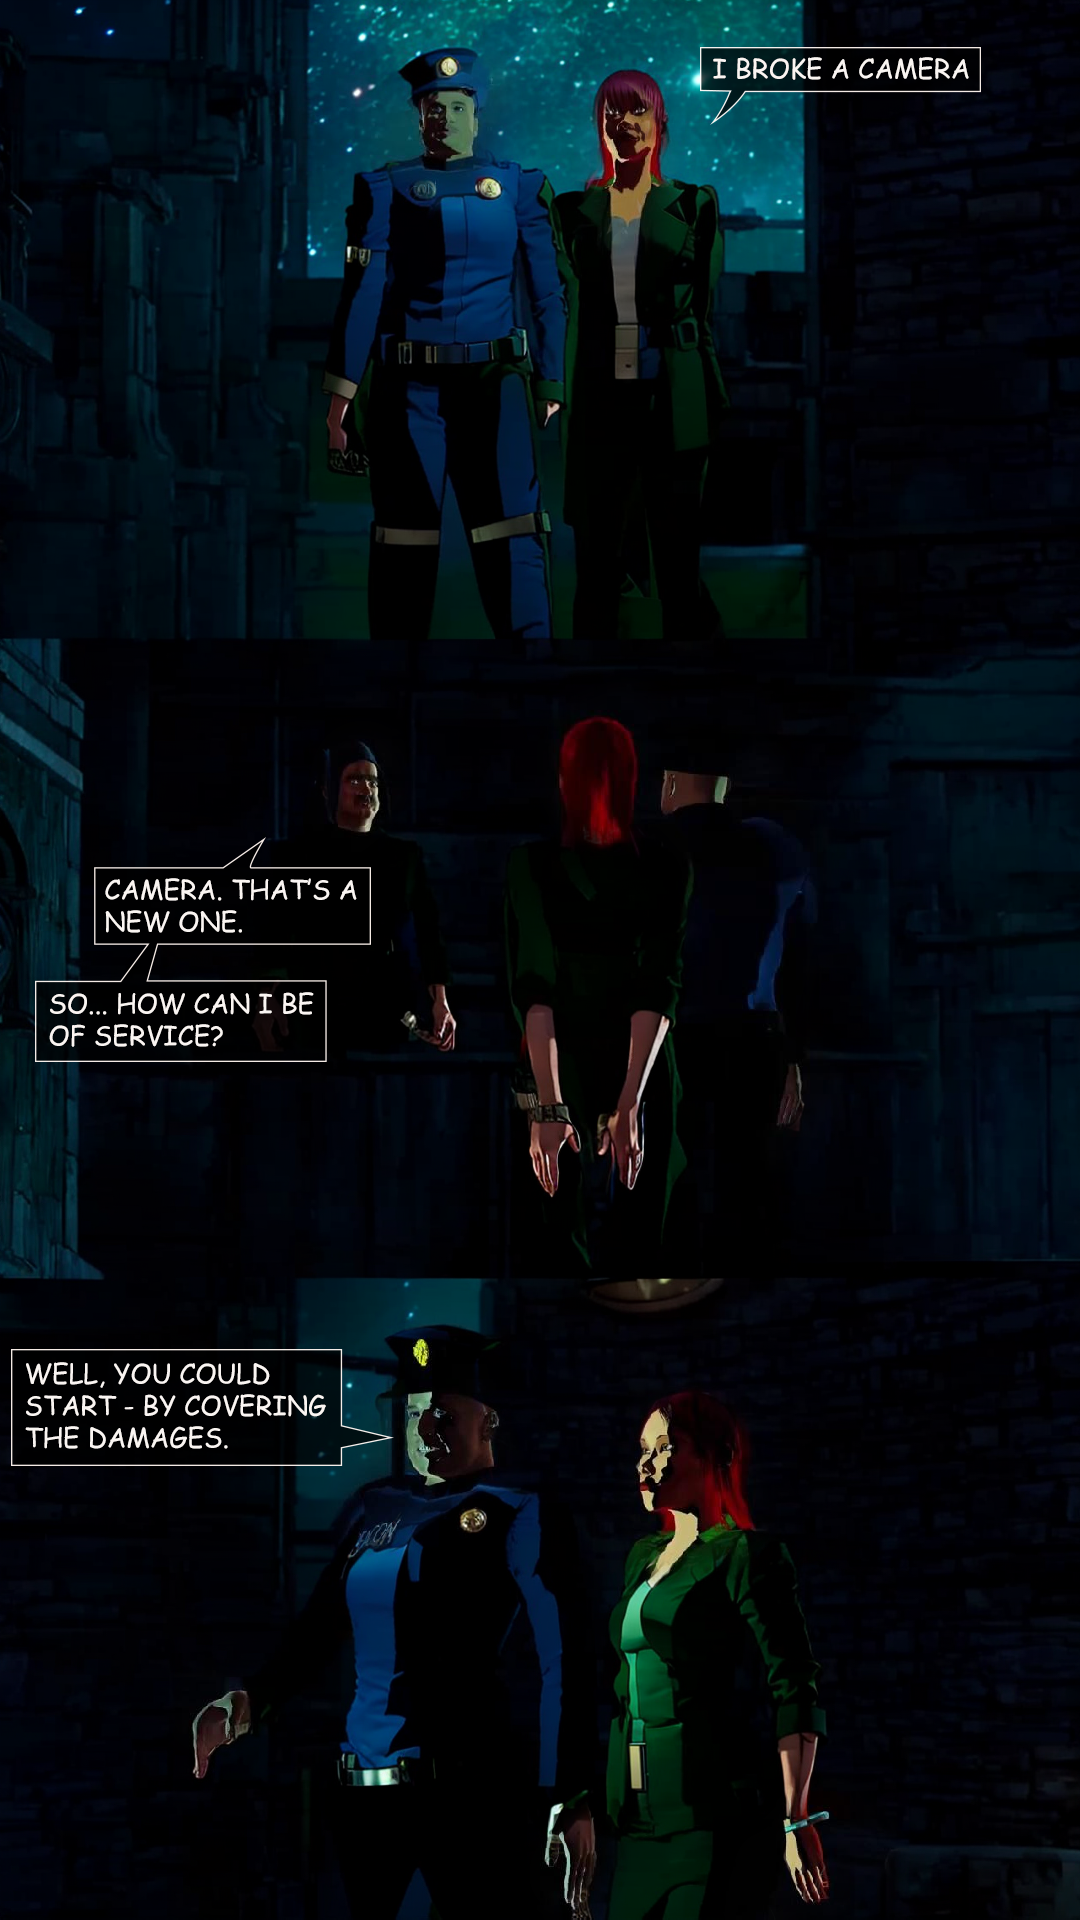 I BROKE A CAMERA
CAMERA. THAT'S A
NEW ONE.
SO... HOW CAN I BE
OF SERVICE?
WELL, YOU COULD
START - BY COVERING
THE DAMAGES.